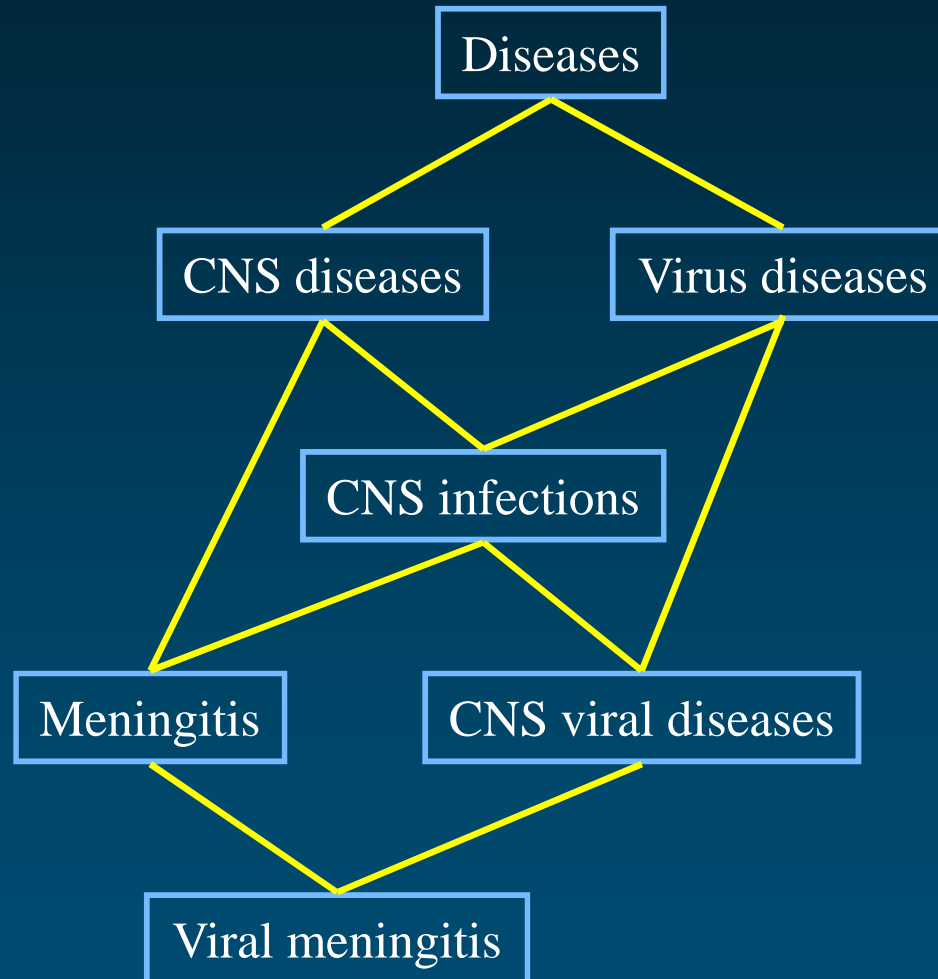 Diseases
CNS diseases
Virus diseases
CNS infections
Meningitis
CNS viral diseases
Viral meningitis